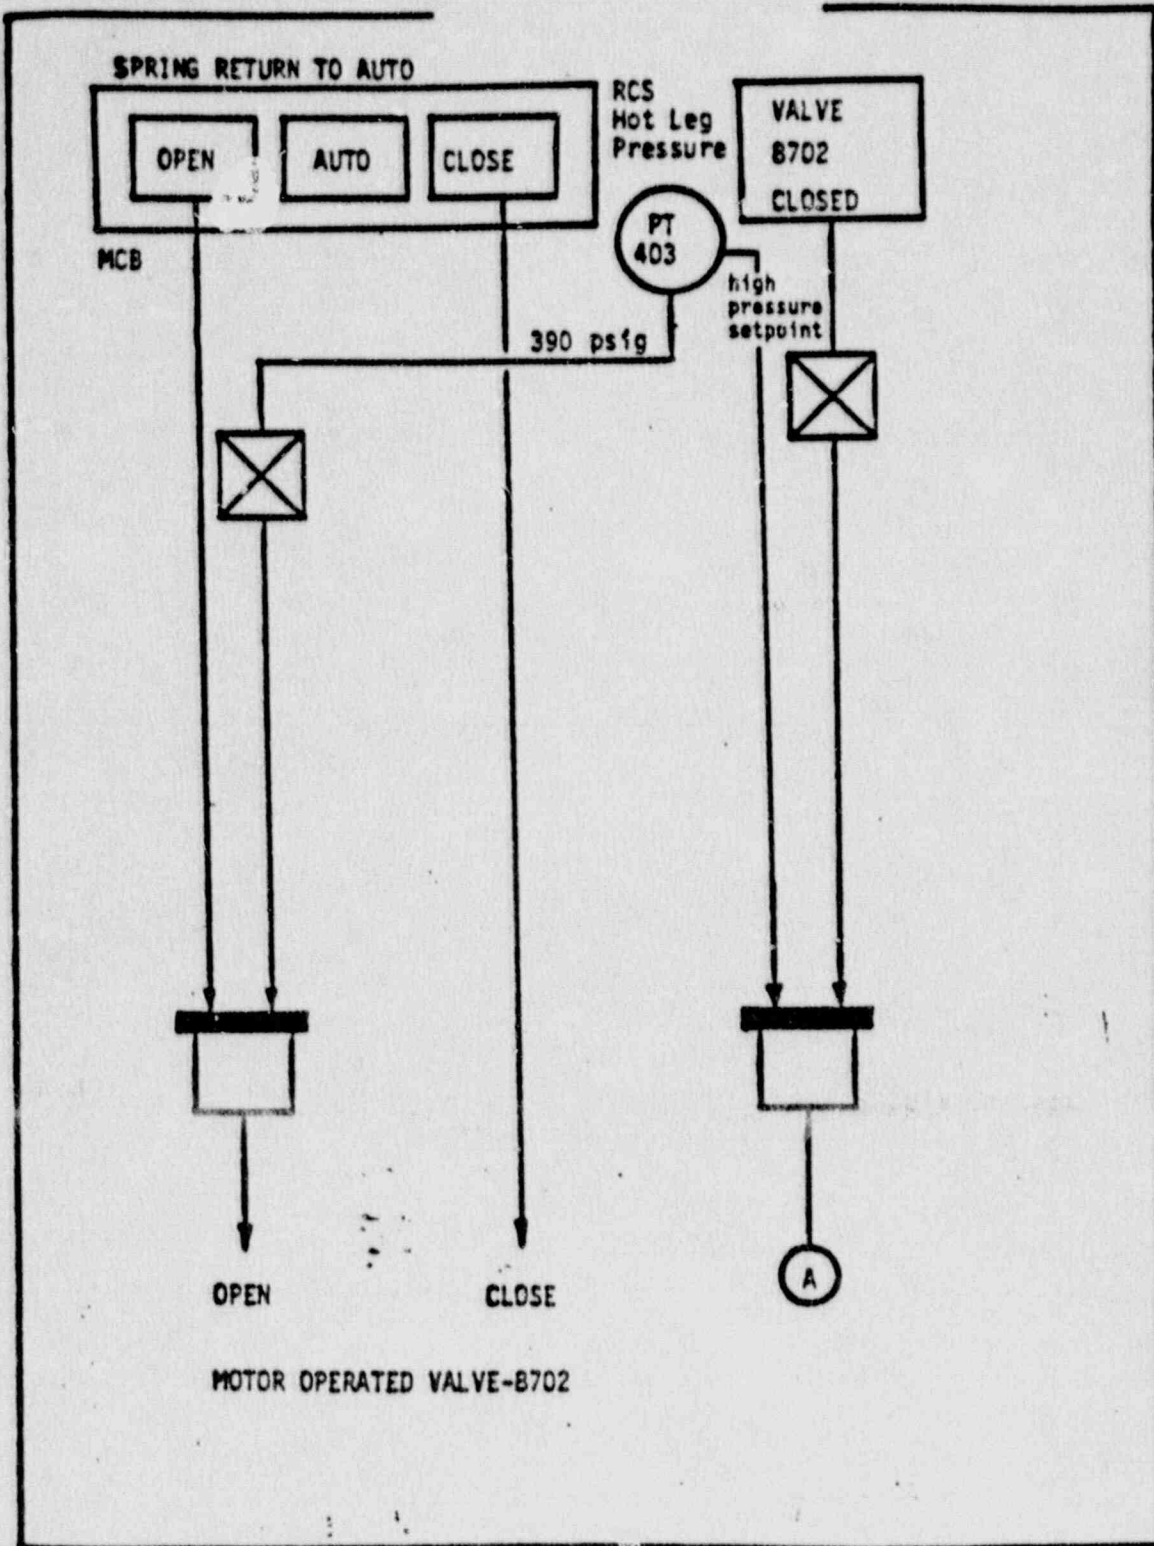 SPRING RETURN TO AUTO
OPEN
AUTO
CLOSE
MCB
RCS
Hot Leg
Pressure
PT
403
VALVE
8702
CLOSED
high
pressure
setpoint
390 psig
OPEN
CLOSE
A
MOTOR OPERATED VALVE-8702